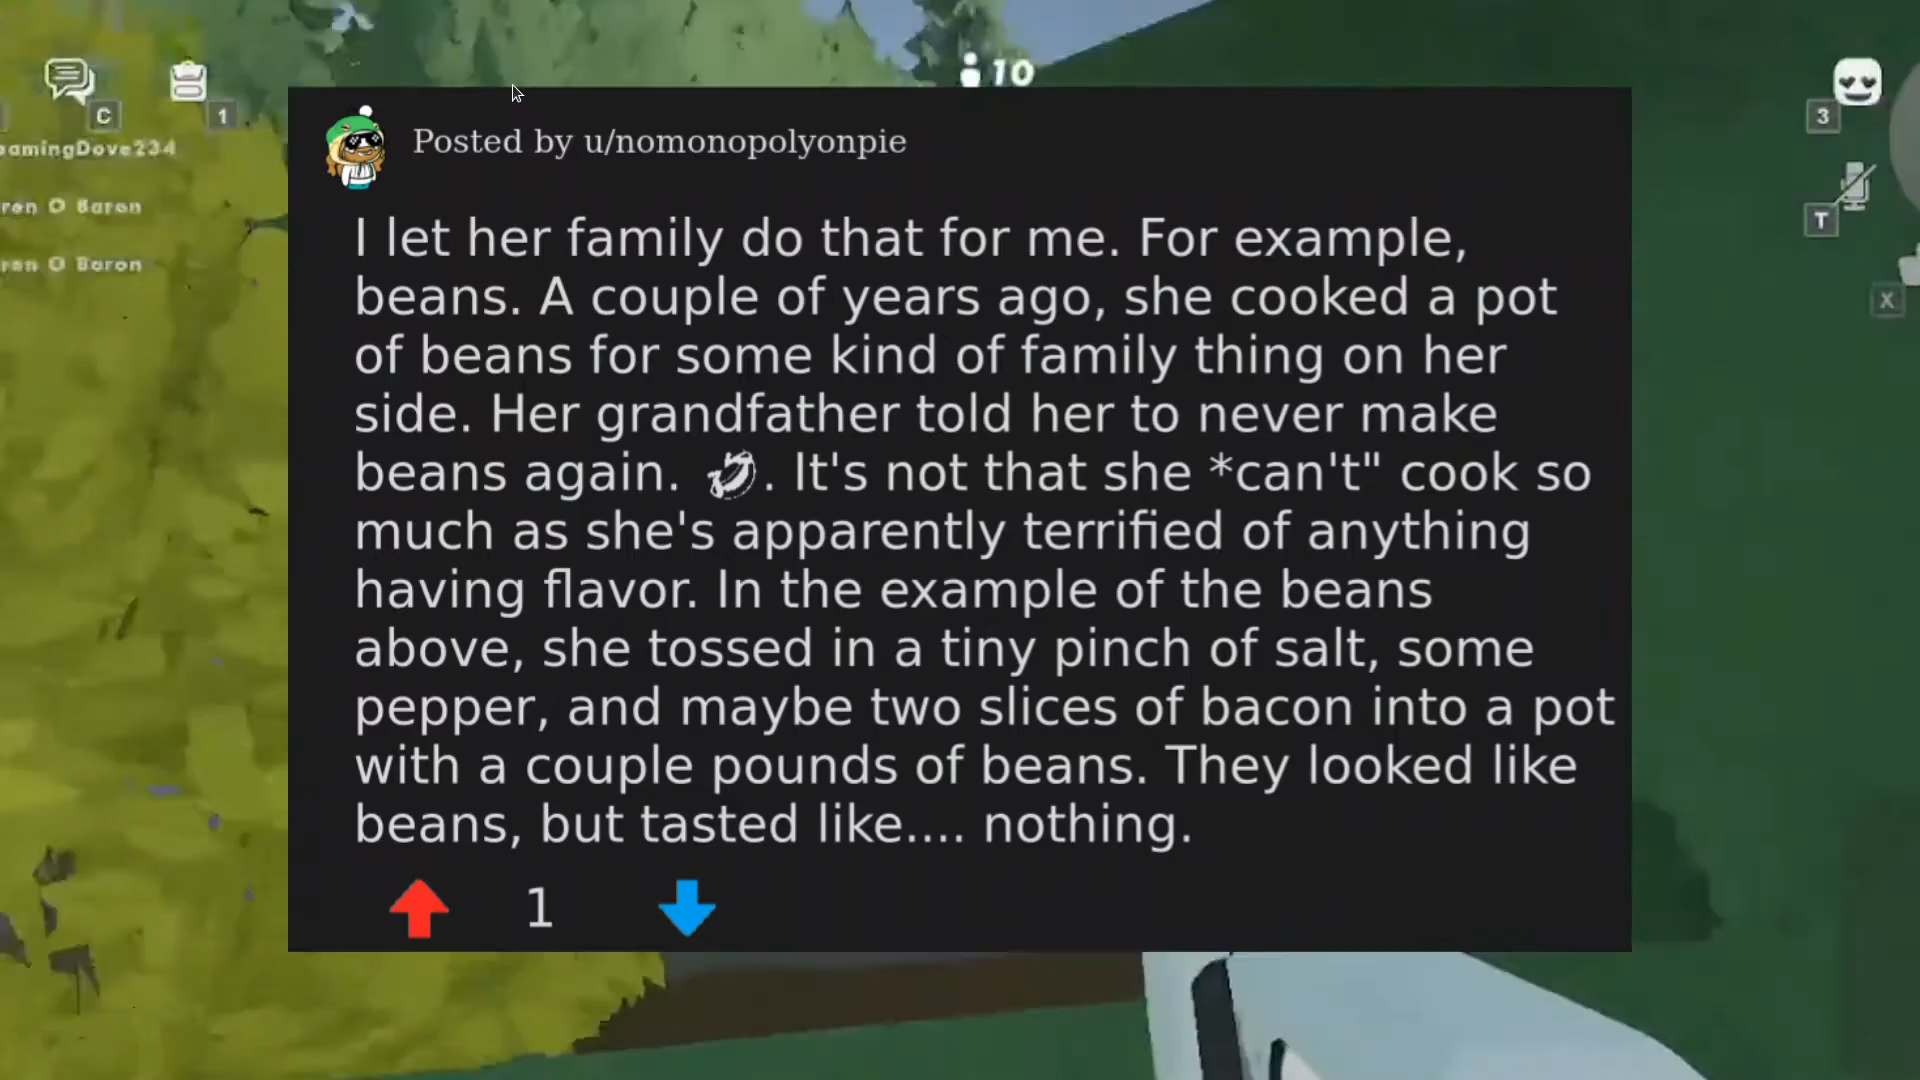 10
C
1
3
amingDove234
ren O Baron
T
ren O Baron
X
Posted by u/nomonopolyonpie
I let her family do that for me. For example,
beans. A couple of years ago, she cooked a pot
of beans for some kind of family thing on her
side. Her grandfather told her to never make
beans again. 🤣. It's not that she *can't" cook so
much as she's apparently terrified of anything
having flavor. In the example of the beans
above, she tossed in a tiny pinch of salt, some
pepper, and maybe two slices of bacon into a pot
with a couple pounds of beans. They looked like
beans, but tasted like.... nothing.
1